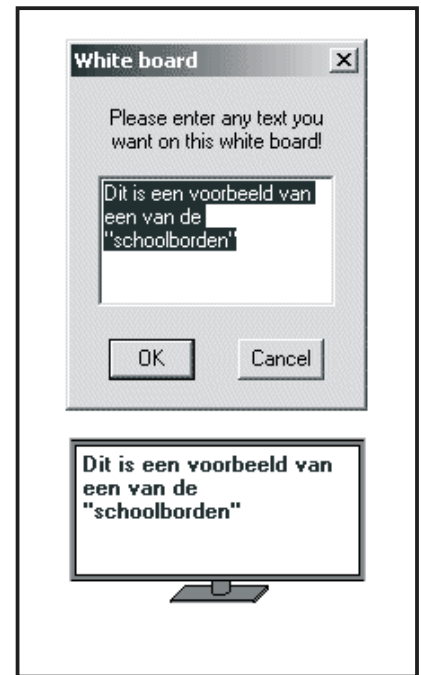 White board
Please enter any text you
want on this white board!
Dit is een voorbeeld van
een van de
"schoolborden"
OK
Cancel
Dit is een voorbeeld van
een van de
"schoolborden"